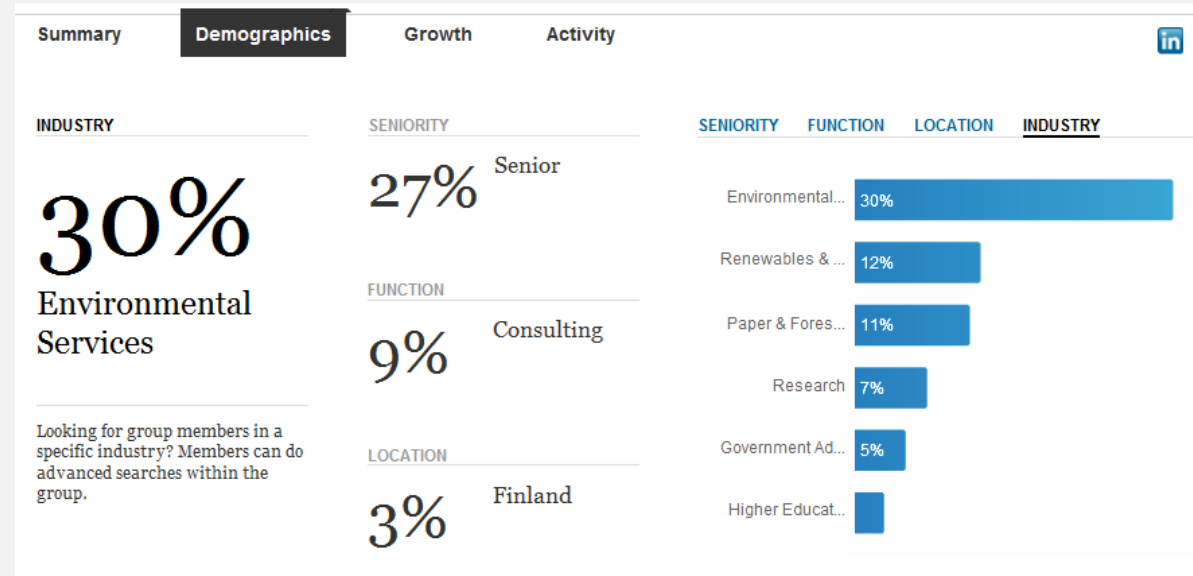 Summary Demographics Growth Activity
in
INDUSTRY
30%
Environmental
Services
Looking for group members in a
specific industry? Members can do
advanced searches within the
group.
SENIORITY
27% Senior
FUNCTION
9% Consulting
LOCATION
3% Finland
SENIORITY FUNCTION LOCATION INDUSTRY
Environmental... 30%
Renewables & ... 12%
Paper & Fores... 11%
Research 7%
Government Ad... 5%
Higher Educat...